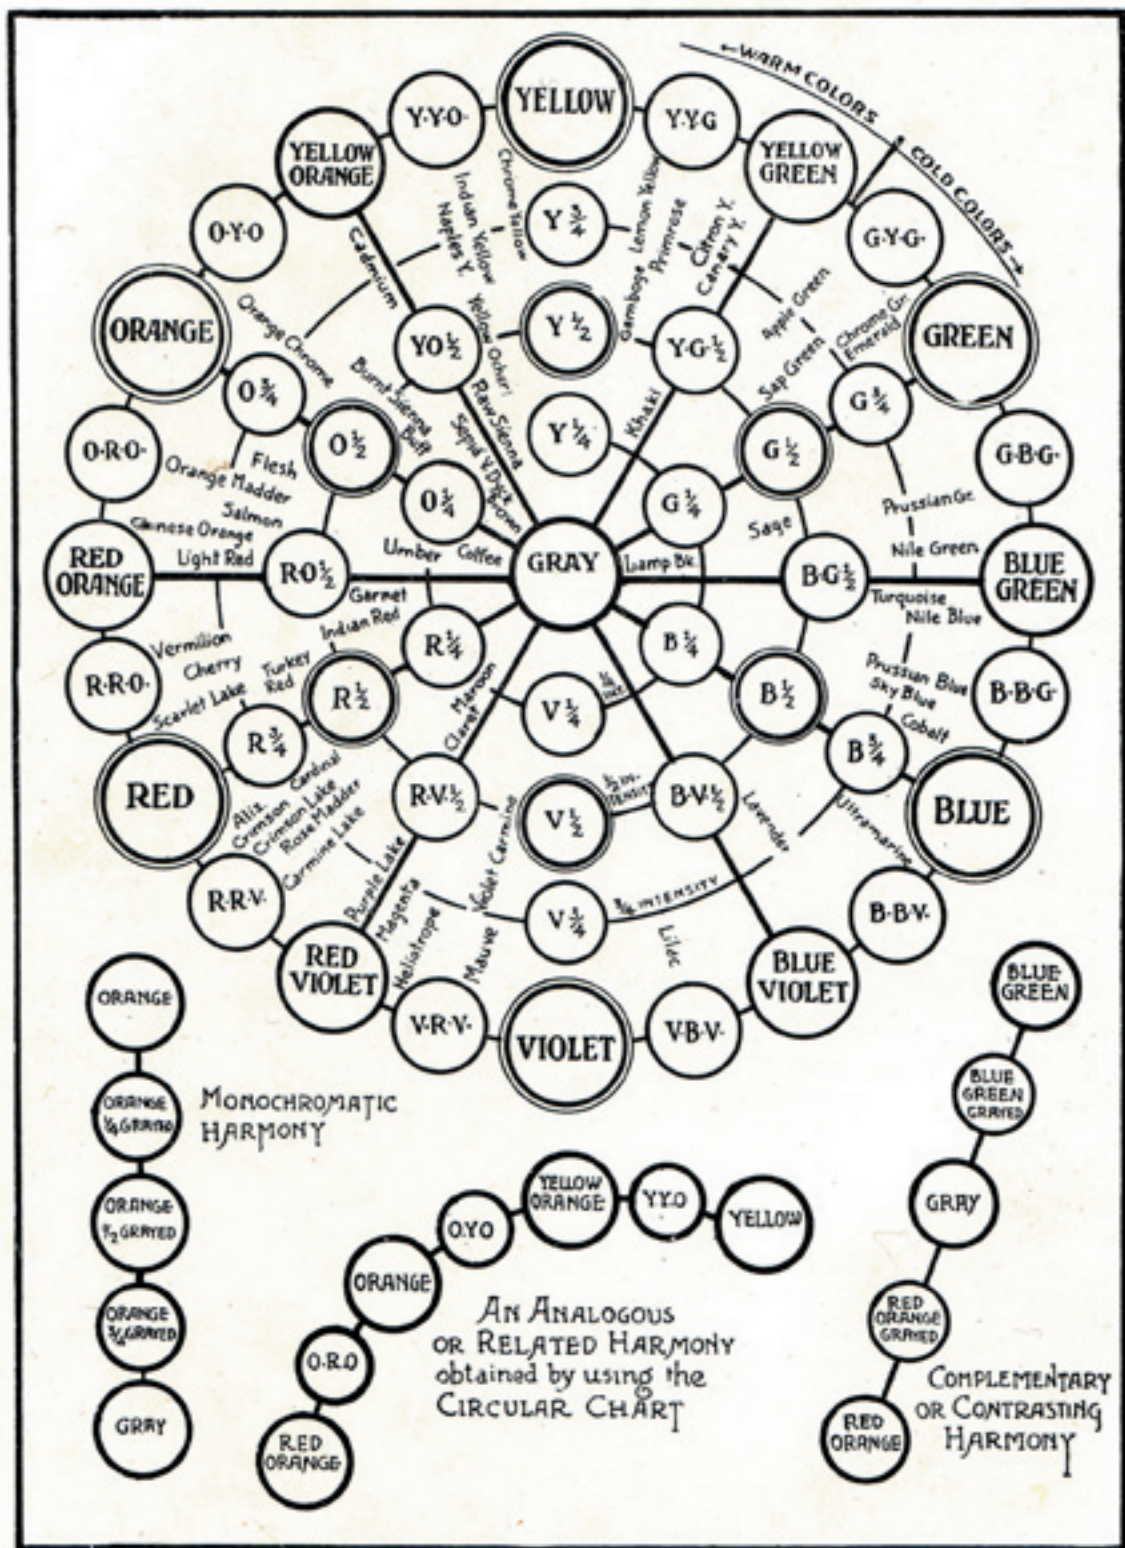 ←WARM COLORS
COLD COLORS→
YELLOW
Y·Y·O·
Y·Y·G
YELLOW
ORANGE
YELLOW
GREEN
O·Y·O
G·Y·G·
ORANGE
GREEN
O·R·O·
G·B·G·
RED
ORANGE
BLUE
GREEN
R·R·O·
B·B·G·
RED
BLUE
R·R·V·
B·B·V·
RED
VIOLET
BLUE
VIOLET
V·R·V·
V·B·V·
VIOLET
Y 3/4
Y 1/2
Y 1/4
YO 1/2
Y·G· 1/2
O 3/4
O 1/2
O 1/4
G 3/4
G 1/2
G 1/4
R·O 1/2
GRAY
B·G 1/2
R 1/4
R 1/2
R 3/4
B 1/4
B 1/2
B 3/4
V 1/4
V 1/2
V 3/4
R·V· 1/2
B·V· 1/2
Chrome Yellow
Indian Yellow
Naples Y.
Cadmium
Orange Chrome
Yellow Ocher
Raw Sienna
Burnt Sienna
Buff
Brown
Lemon Yellow
Gamboge
Primrose
Citron Y.
Canary Y.
Khaki
Apple Green
Sap Green
Chrome Gr.
Emerald
Sage
Prussian Gr.
Nile Green
Lamp Bk.
Turquoise
Nile Blue
Prussian Blue
Sky Blue
Cobalt
Ultramarine
Lavender
Lilac
Flesh
Orange Madder
Salmon
Chinese Orange
Light Red
Umber
Coffee
Garnet
Indian Red
Vermilion
Cherry
Turkey
Red
Scarlet Lake
Maroon
Claret
Cardinal
Aliz.
Crimson
Crimson Lake
Rose Madder
Carmine Lake
Purple Lake
Magenta
Heliotrope
Mauve
Violet Carmine
1/2 IN-
TENSITY
3/4 INTENSITY
ORANGE
ORANGE
1/4 GRAYED
ORANGE
1/2 GRAYED
ORANGE
3/4 GRAYED
GRAY
MONOCHROMATIC
HARMONY
RED
ORANGE
O·R·O
ORANGE
O·YO
YELLOW
ORANGE
YY.O
YELLOW
AN ANALOGOUS
OR RELATED HARMONY
obtained by using the
CIRCULAR CHART
BLUE
GREEN
BLUE
GREEN
GRAYED
GRAY
RED
ORANGE
GRAYED
RED
ORANGE
COMPLEMENTARY
OR CONTRASTING
HARMONY